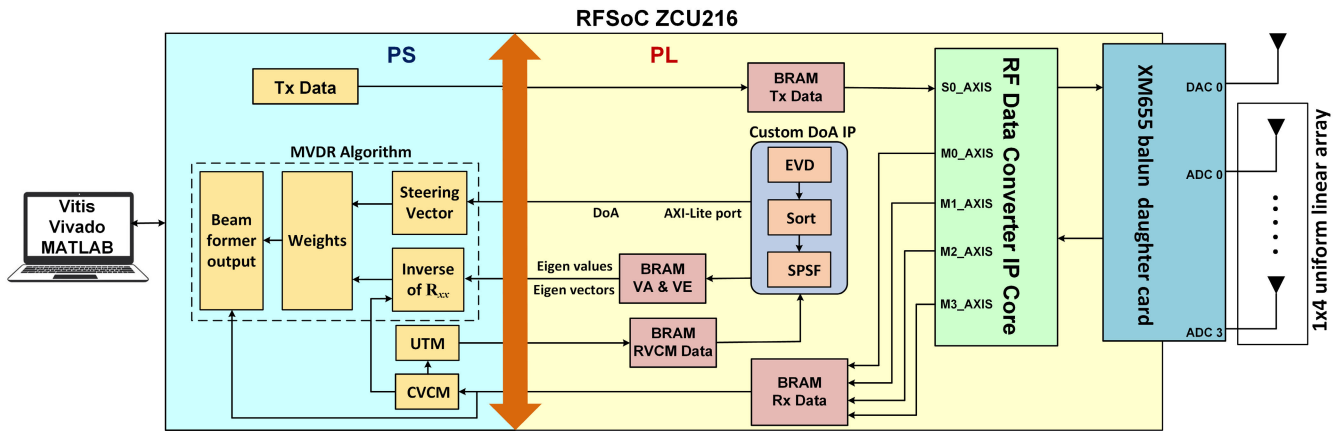 RFSoC ZCU216
PS
PL
Tx Data
BRAM
Tx Data
S0_AXIS
RF Data Converter IP Core
XM655 balun daughter card
DAC 0
Custom DoA IP
EVD
Sort
SPSF
M0_AXIS
M1_AXIS
M2_AXIS
M3_AXIS
ADC 0
ADC 3
1x4 uniform linear array
MVDR Algorithm
Beam
former
output
Weights
Steering
Vector
Inverse
of Rxx
DoA
AXI-Lite port
Eigen values
Eigen vectors
BRAM
VA & VE
UTM
BRAM
RVCM Data
CVCM
BRAM
Rx Data
Vitis
Vivado
MATLAB